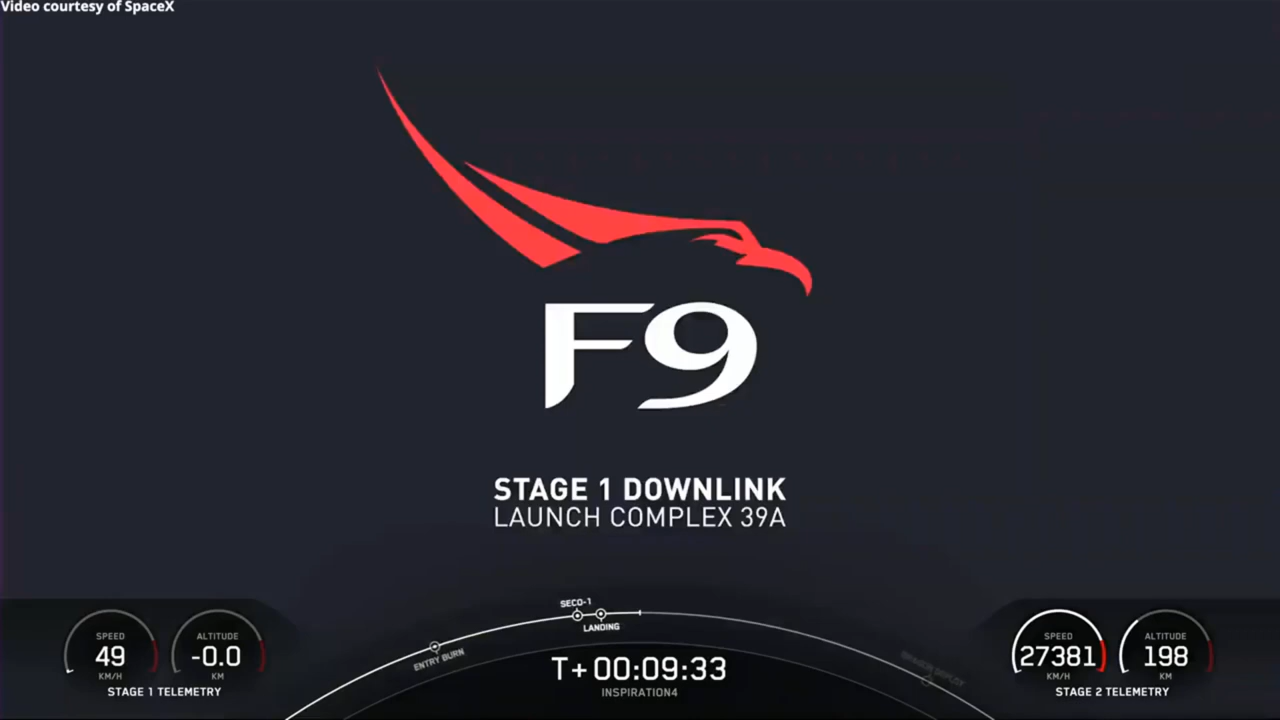 Video courtesy of SpaceX
F9
STAGE 1 DOWNLINK
LAUNCH COMPLEX 39A
SECO-1
LANDING
ENTRY BURN
SPEED
49
KM/H
ALTITUDE
-0.0
KM
STAGE 1 TELEMETRY
T+00:09:33
INSPIRATION4
SPEED
27381
KM/H
ALTITUDE
198
KM
STAGE 2 TELEMETRY